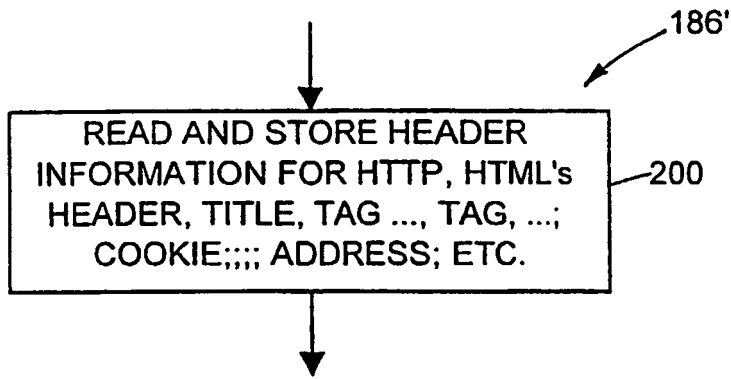 186'
READ AND STORE HEADER
INFORMATION FOR HTTP, HTML's
HEADER, TITLE, TAG ..., TAG, ...;
COOKIE;;;; ADDRESS; ETC.
200